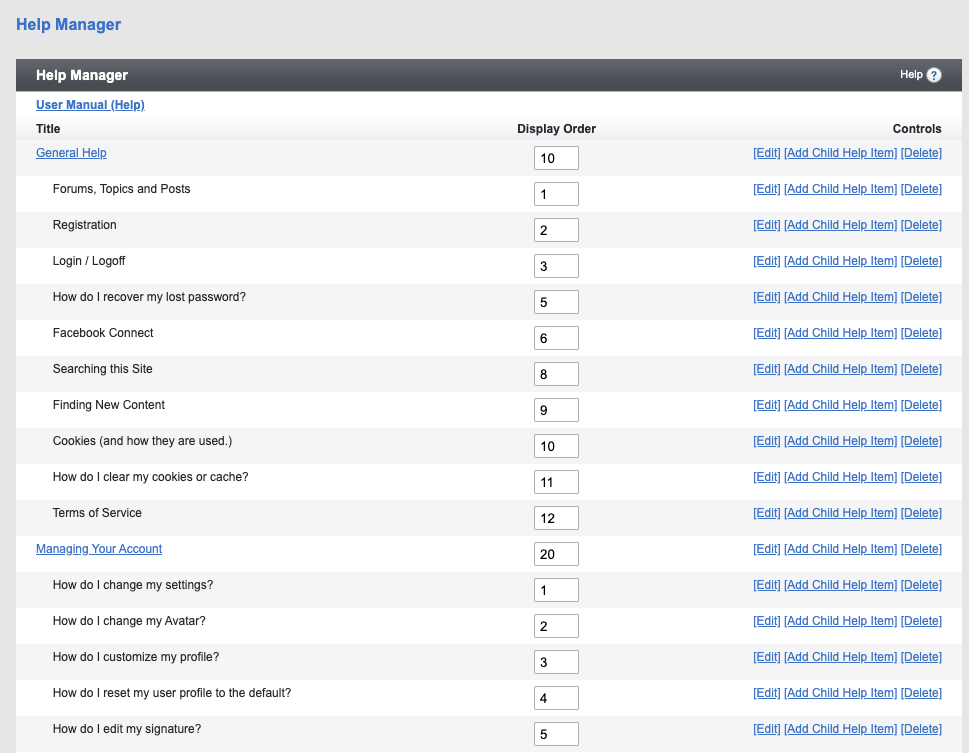 Help Manager
Help Manager Help ?
User Manual (Help)
Title Display Order Controls
General Help 10 [Edit] [Add Child Help Item] [Delete]
Forums, Topics and Posts 1 [Edit] [Add Child Help Item] [Delete]
Registration 2 [Edit] [Add Child Help Item] [Delete]
Login / Logoff 3 [Edit] [Add Child Help Item] [Delete]
How do I recover my lost password? 5 [Edit] [Add Child Help Item] [Delete]
Facebook Connect 6 [Edit] [Add Child Help Item] [Delete]
Searching this Site 8 [Edit] [Add Child Help Item] [Delete]
Finding New Content 9 [Edit] [Add Child Help Item] [Delete]
Cookies (and how they are used.) 10 [Edit] [Add Child Help Item] [Delete]
How do I clear my cookies or cache? 11 [Edit] [Add Child Help Item] [Delete]
Terms of Service 12 [Edit] [Add Child Help Item] [Delete]
Managing Your Account 20 [Edit] [Add Child Help Item] [Delete]
How do I change my settings? 1 [Edit] [Add Child Help Item] [Delete]
How do I change my Avatar? 2 [Edit] [Add Child Help Item] [Delete]
How do I customize my profile? 3 [Edit] [Add Child Help Item] [Delete]
How do I reset my user profile to the default? 4 [Edit] [Add Child Help Item] [Delete]
How do I edit my signature? 5 [Edit] [Add Child Help Item] [Delete]